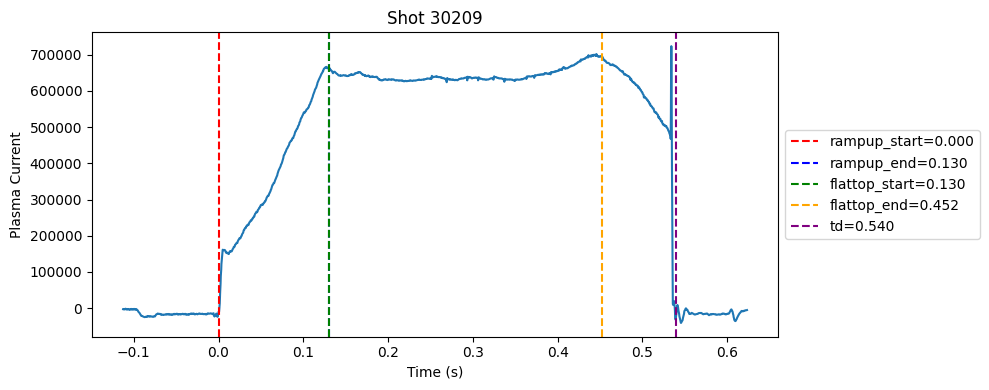 Shot 30209
Plasma Current
700000
600000
500000
400000
300000
200000
100000
0
−0.1 0.0 0.1 0.2 0.3 0.4 0.5 0.6
Time (s)
rampup_start=0.000
rampup_end=0.130
flattop_start=0.130
flattop_end=0.452
td=0.540